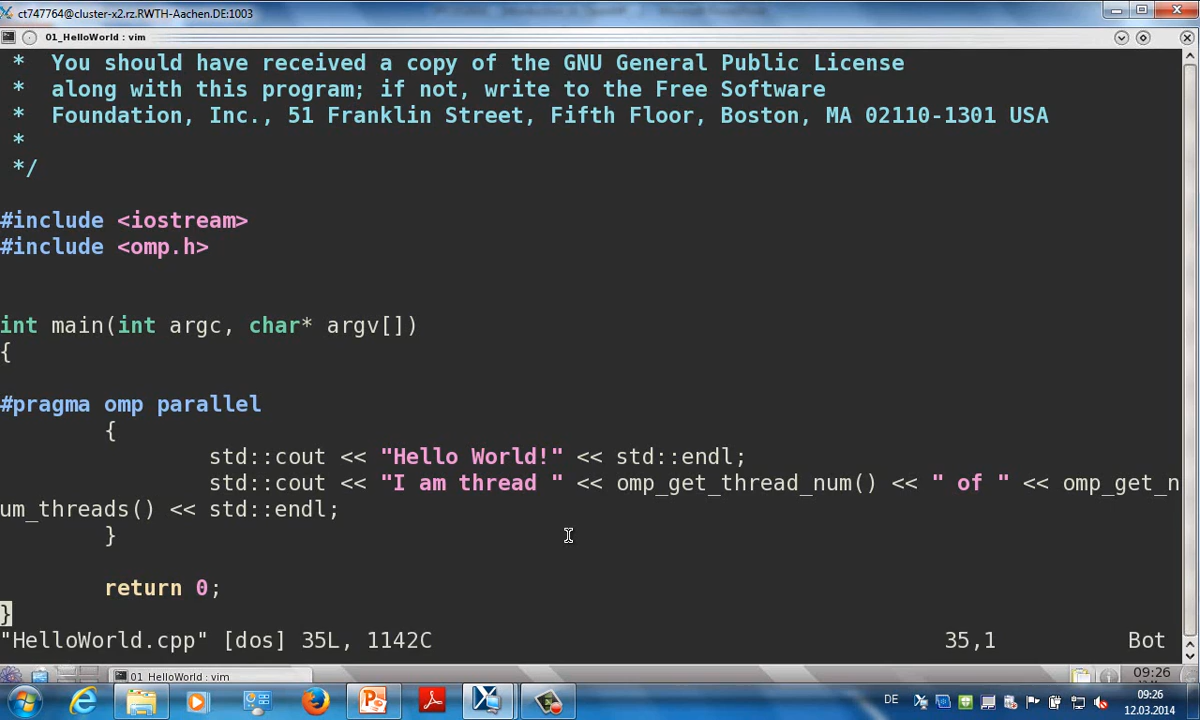 ct747764@cluster-x2.rz.RWTH-Aachen.DE:1003
01_HelloWorld : vim
 *  You should have received a copy of the GNU General Public License
 *  along with this program; if not, write to the Free Software
 *  Foundation, Inc., 51 Franklin Street, Fifth Floor, Boston, MA 02110-1301 USA
 *
 */
#include <iostream>
#include <omp.h>
int main(int argc, char* argv[])
{
#pragma omp parallel
        {
                std::cout << "Hello World!" << std::endl;
                std::cout << "I am thread " << omp_get_thread_num() << " of " << omp_get_n
um_threads() << std::endl;
        }
        return 0;
}
"HelloWorld.cpp" [dos] 35L, 1142C 35,1 Bot
01_HelloWorld : vim 09:26
DE 09:26
12.03.2014